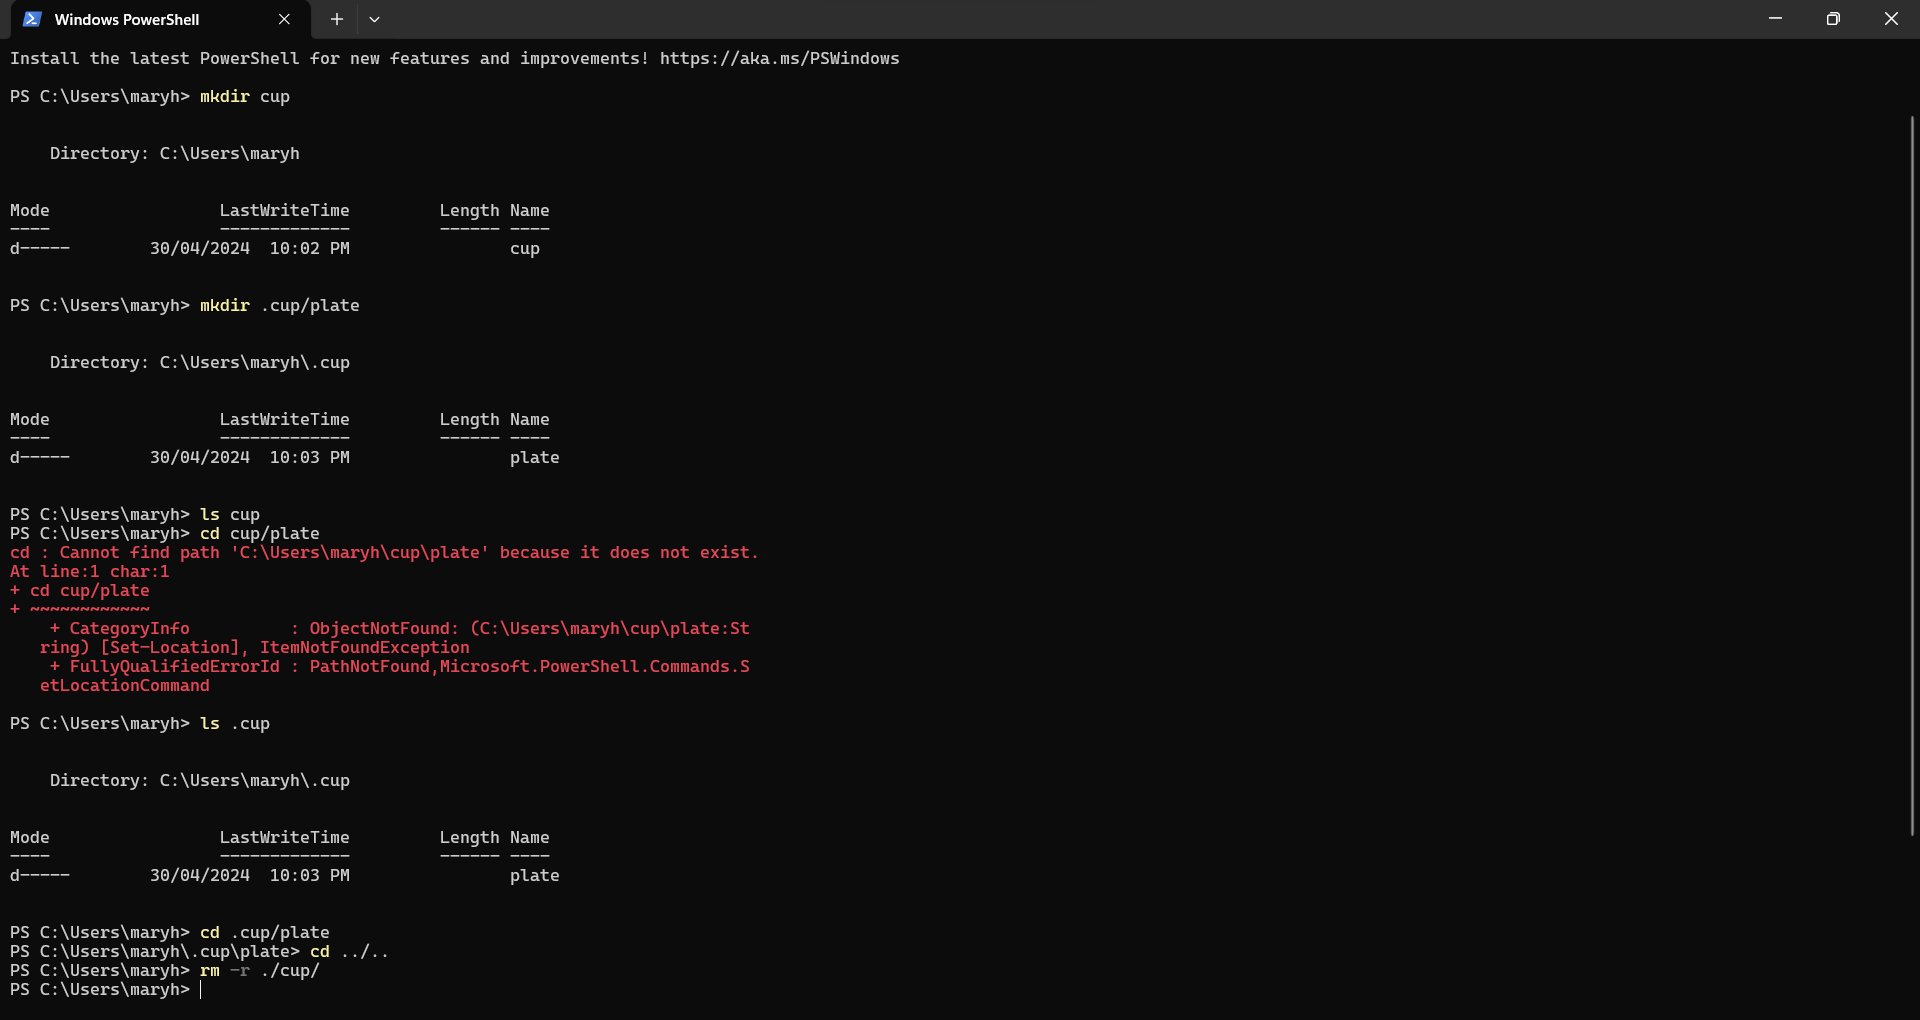 Windows PowerShell
Install the latest PowerShell for new features and improvements! https://aka.ms/PSWindows
PS C:\Users\maryh> mkdir cup
    Directory: C:\Users\maryh
Mode                 LastWriteTime         Length Name
----                 -------------         ------ ----
d-----        30/04/2024  10:02 PM                cup
PS C:\Users\maryh> mkdir .cup/plate
    Directory: C:\Users\maryh\.cup
Mode                 LastWriteTime         Length Name
----                 -------------         ------ ----
d-----        30/04/2024  10:03 PM                plate
PS C:\Users\maryh> ls cup
PS C:\Users\maryh> cd cup/plate
cd : Cannot find path 'C:\Users\maryh\cup\plate' because it does not exist.
At line:1 char:1
+ cd cup/plate
+ ~~~~~~~~~~~~
    + CategoryInfo          : ObjectNotFound: (C:\Users\maryh\cup\plate:St
   ring) [Set-Location], ItemNotFoundException
    + FullyQualifiedErrorId : PathNotFound,Microsoft.PowerShell.Commands.S
   etLocationCommand
PS C:\Users\maryh> ls .cup
    Directory: C:\Users\maryh\.cup
Mode                 LastWriteTime         Length Name
----                 -------------         ------ ----
d-----        30/04/2024  10:03 PM                plate
PS C:\Users\maryh> cd .cup/plate
PS C:\Users\maryh\.cup\plate> cd ../..
PS C:\Users\maryh> rm -r ./cup/
PS C:\Users\maryh>